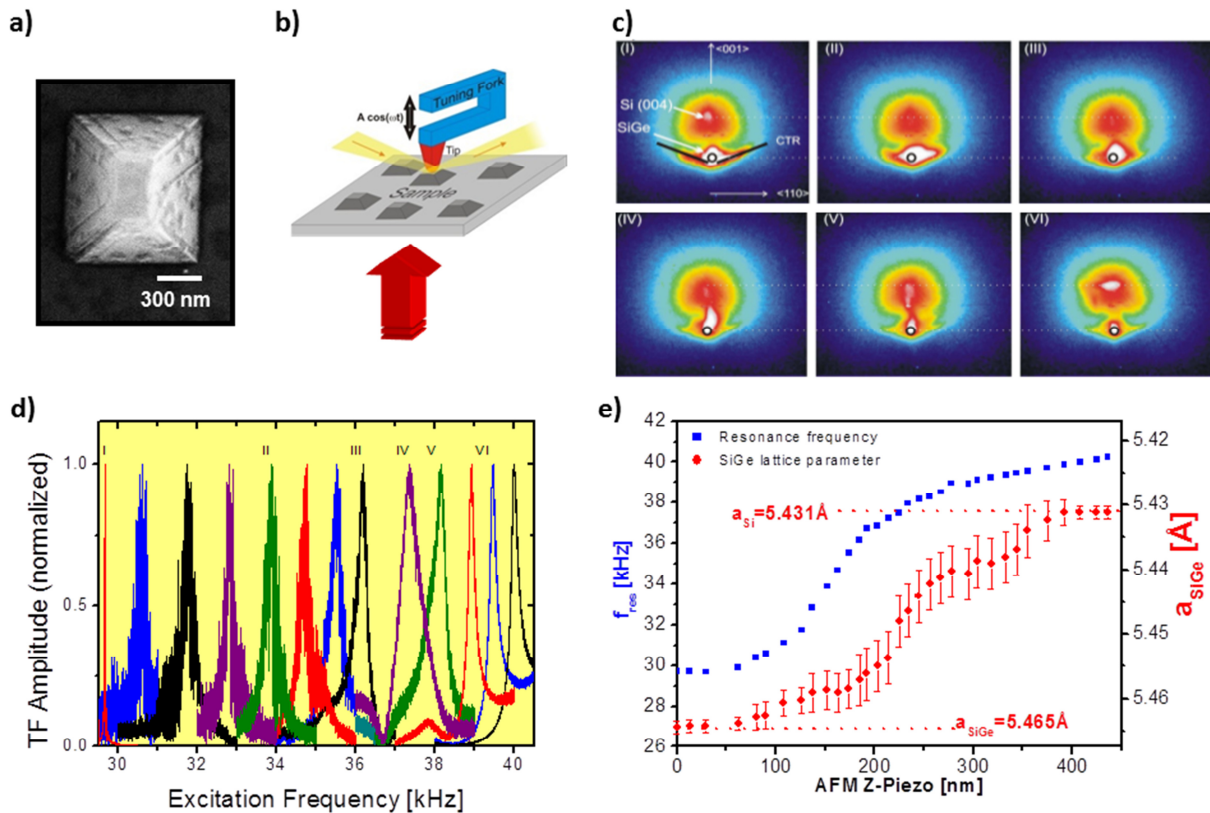 a)
300 nm
b)
Tuning Fork
A cos(ωt)
Tip
Sample
c)
(I)
<001>
Si (004)
SiGe
CTR
<110>
(II)
(III)
(IV)
(V)
(VI)
d)
I
II
III
IV
V
VI
TF Amplitude (normalized)
1.0
0.5
0.0
30
32
34
36
38
40
Excitation Frequency [kHz]
e)
Resonance frequency
SiGe lattice parameter
aSi=5.431Å
aSiGe=5.465Å
fres [kHz]
42
40
38
36
34
32
30
28
26
0
100
200
300
400
AFM Z-Piezo [nm]
5.42
5.43
5.44
5.45
5.46
aSiGe [Å]